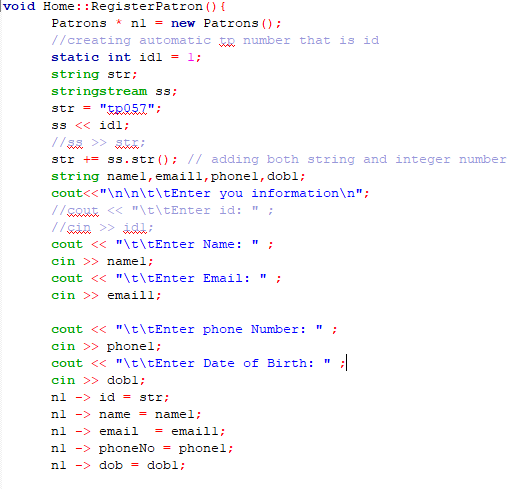 void Home::RegisterPatron(){
Patrons * n1 = new Patrons();
//creating automatic tp number that is id
static int id1 = 1;
string str;
stringstream ss;
str = "tp057";
ss << id1;
//ss >> str;
str += ss.str(); // adding both string and integer number
string name1,email1,phone1,dob1;
cout<<"\n\n\t\tEnter you information\n";
//cout << "\t\tEnter id: " ;
//cin >> id1;
cout << "\t\tEnter Name: " ;
cin >> name1;
cout << "\t\tEnter Email: " ;
cin >> email1;
cout << "\t\tEnter phone Number: " ;
cin >> phone1;
cout << "\t\tEnter Date of Birth: " ;
cin >> dob1;
n1 -> id = str;
n1 -> name = name1;
n1 -> email  = email1;
n1 -> phoneNo = phone1;
n1 -> dob = dob1;